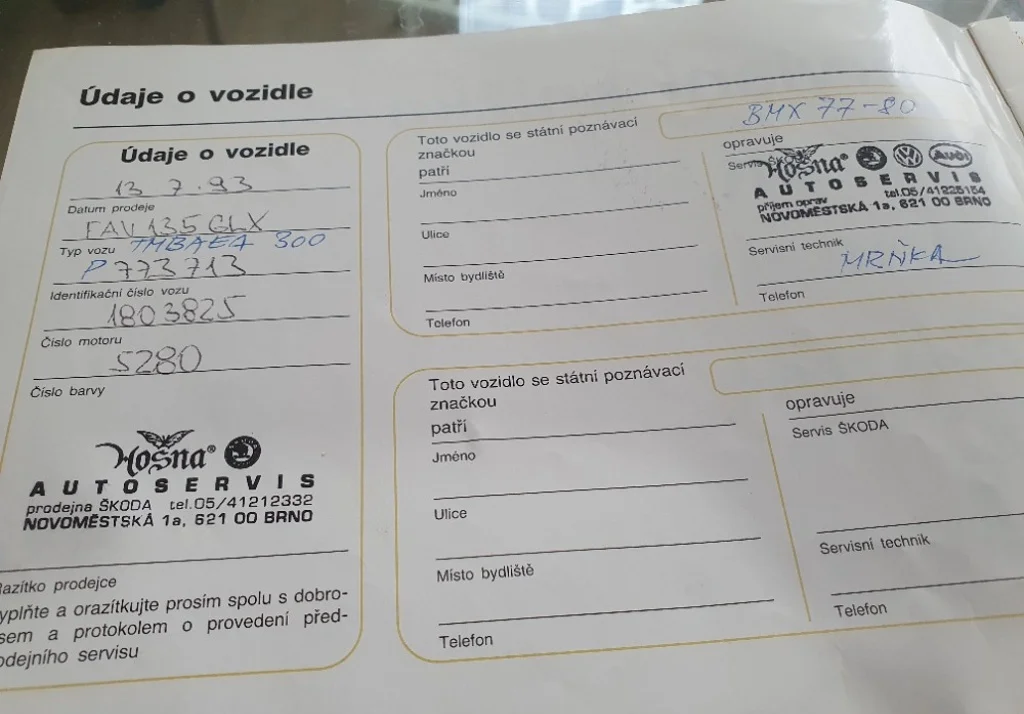 Údaje o vozidle
Údaje o vozidle
13 7. 93
Datum prodeje
FAV 135 GLX
Typ vozu TMBAEA 300
P 773713
Identifikační číslo vozu
1803825
Číslo motoru
5280
Číslo barvy
Hošna®
AUTOSERVIS
prodejna ŠKODA tel.05/41212332
NOVOMĚSTSKÁ 1a, 621 00 BRNO
azítko prodejce
yplňte a orazítkujte prosím spolu s dobro-
sem a protokolem o provedení před-
odejního servisu
Toto vozidlo se státní poznávací
značkou
patří
Jméno
Ulice
Místo bydliště
Telefon
BMX 77-80
opravuje
Servis ŠKODA
Hošna® Audi
AUTOSERVIS
příjem oprav tel.05/41225154
NOVOMĚSTSKÁ 1a, 621 00 BRNO
Servisní technik
MRŇKA
Telefon
Toto vozidlo se státní poznávací
značkou
patří
Jméno
Ulice
Místo bydliště
Telefon
opravuje
Servis ŠKODA
Servisní technik
Telefon